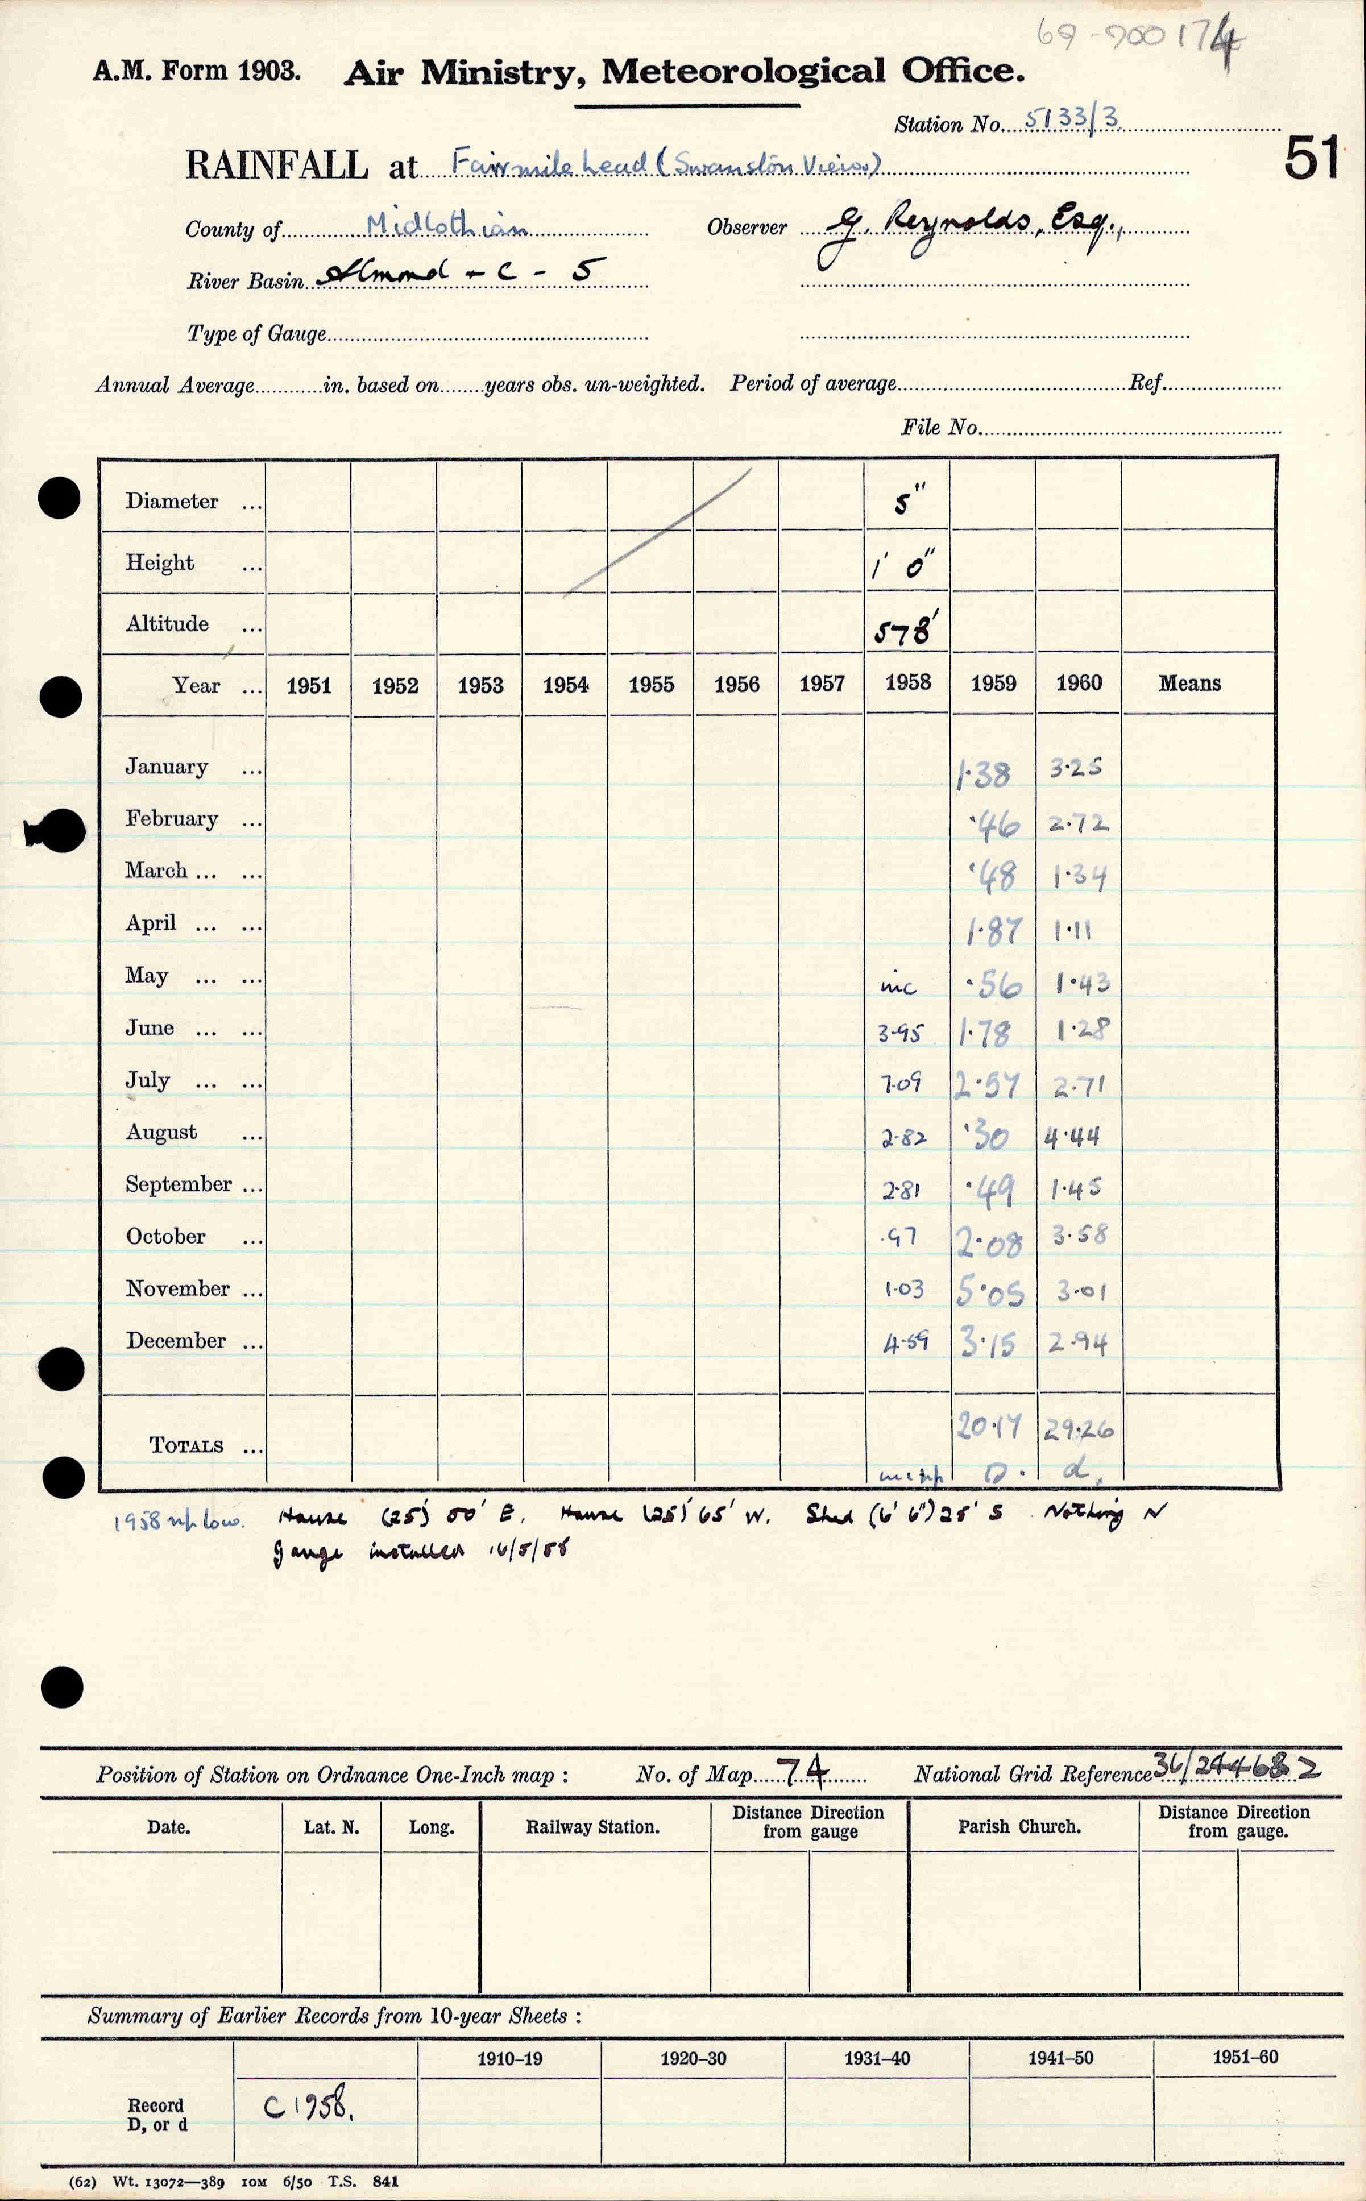 69-900174
A.M. Form 1903. Air Ministry, Meteorological Office.
Station No. 5133/3
51
RAINFALL at Fairmilehead (Swanston View)
County of Midlothian Observer G. Reynolds, Esq.,
River Basin Almond - C - 5
Type of Gauge
Annual Average in. based on years obs. un-weighted. Period of average Ref.
File No.
Diameter ... 5"
Height ... 1' 0"
Altitude ... 578'
Year ... 1951 1952 1953 1954 1955 1956 1957 1958 1959 1960 Means
January ... 1.38 3.25
February ... .46 2.72
March ... ... .48 1.34
April ... ... 1.87 1.11
May ... ... inc .56 1.43
June ... ... 3.95 1.78 1.28
July ... ... 7.09 2.57 2.71
August ... 2.82 .30 4.44
September ... 2.81 .49 1.45
October ... .97 2.08 3.58
November ... 1.03 5.05 3.01
December ... 4.59 3.15 2.94
TOTALS ... 20.17 29.26
D. d.
1958 low. House (25') 50' E. House (25') 65' W. Shed (6' 6") 25' S. Nothing N
gauge installed 16/5/58
Position of Station on Ordnance One-Inch map : No. of Map 74 National Grid Reference 36/244682
Date. Lat. N. Long. Railway Station. Distance Direction from gauge Parish Church. Distance Direction from gauge.
Summary of Earlier Records from 10-year Sheets :
1910–19 1920–30 1931–40 1941–50 1951–60
Record D, or d C 1958.
(62) Wt. 13072—389 10M 6/50 T.S. 841